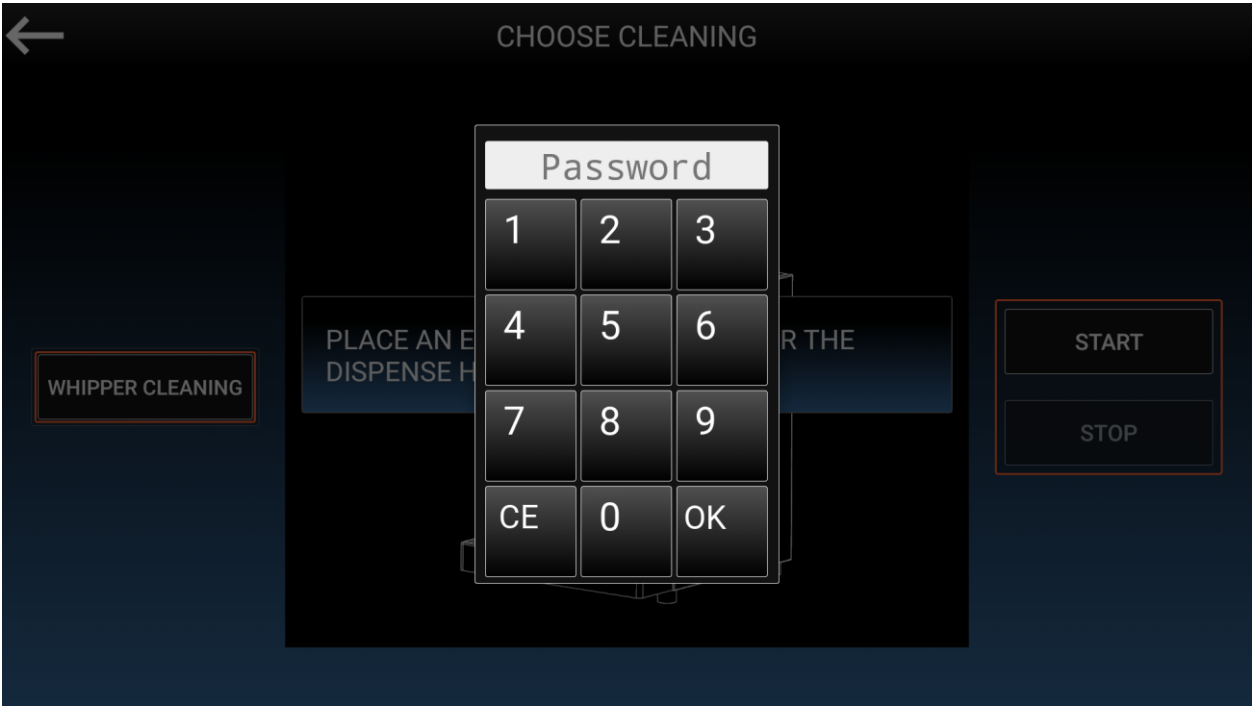 CHOOSE CLEANING
Password
1 2 3
4 5 6
7 8 9
CE 0 OK
PLACE AN E R THE
DISPENSE H
WHIPPER CLEANING
START
STOP